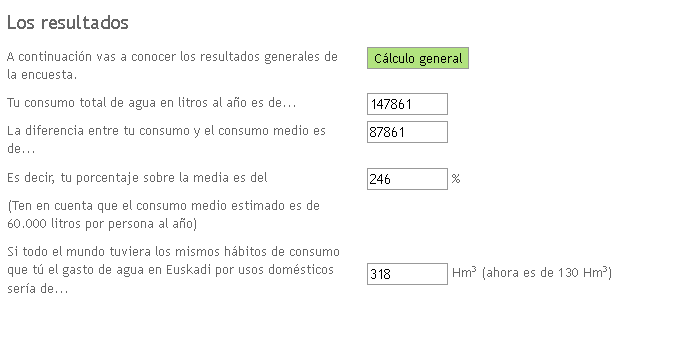 Los resultados
A continuación vas a conocer los resultados generales de
la encuesta.
Cálculo general
Tu consumo total de agua en litros al año es de...
147861
La diferencia entre tu consumo y el consumo medio es
de...
87861
Es decir, tu porcentaje sobre la media es del
246 %
(Ten en cuenta que el consumo medio estimado es de
60.000 litros por persona al año)
Si todo el mundo tuviera los mismos hábitos de consumo
que tú el gasto de agua en Euskadi por usos domésticos
sería de...
318 Hm³ (ahora es de 130 Hm³)